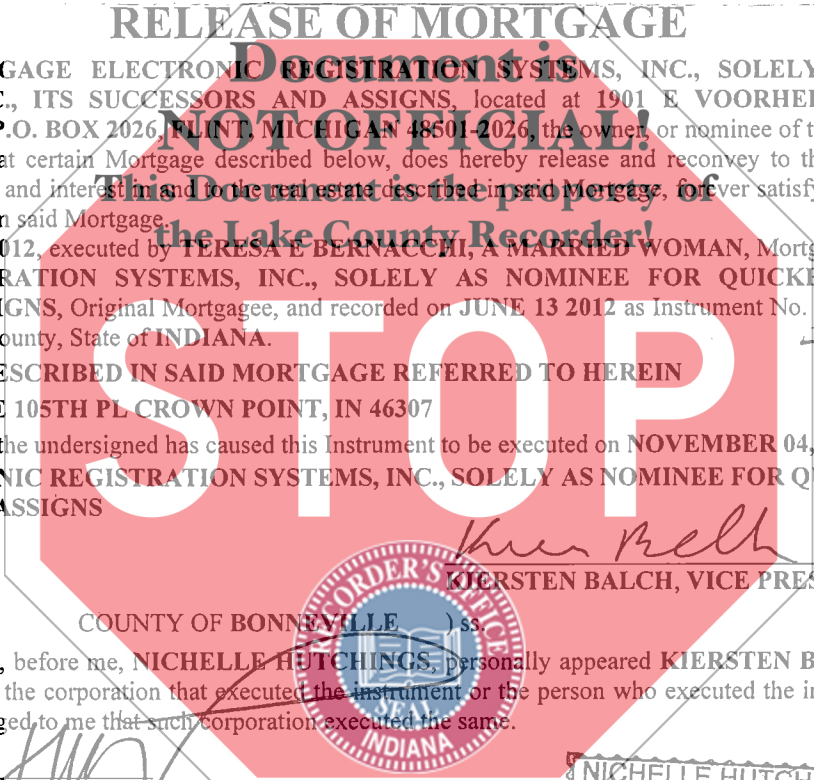 RELEASE OF MORTGAGE
Document is
GAGE ELECTRONIC REGISTRATION SYSTEMS, INC., SOLELY
C., ITS SUCCESSORS AND ASSIGNS, located at 1901 E VOORHE
P.O. BOX 2026, FLINT, MICHIGAN 48501-2026, the owner, or nominee of t
NOT OFFICIAL!
at certain Mortgage described below, does hereby release and reconvey to th
This Document is the property of
and interest in and to the real estate described in said Mortgage, forever satisfy
n said Mortgage.
the Lake County Recorder!
012, executed by TERESA E BERNACCHI, A MARRIED WOMAN, Mortg
RATION SYSTEMS, INC., SOLELY AS NOMINEE FOR QUICKE
IGNS, Original Mortgagee, and recorded on JUNE 13 2012 as Instrument No.
ounty, State of INDIANA.
STOP
ESCRIBED IN SAID MORTGAGE REFERRED TO HEREIN
E 105TH PL CROWN POINT, IN 46307
the undersigned has caused this Instrument to be executed on NOVEMBER 04,
NIC REGISTRATION SYSTEMS, INC., SOLELY AS NOMINEE FOR Q
ASSIGNS
KIERSTEN BALCH, VICE PRES
COUNTY OF BONNEVILLE ) ss.
RECORDER'S OFFICE
SEAL
INDIANA
, before me, NICHELLE HUTCHINGS, personally appeared KIERSTEN B
the corporation that executed the instrument or the person who executed the in
ged to me that such corporation executed the same.
NICHELLE HUTCH